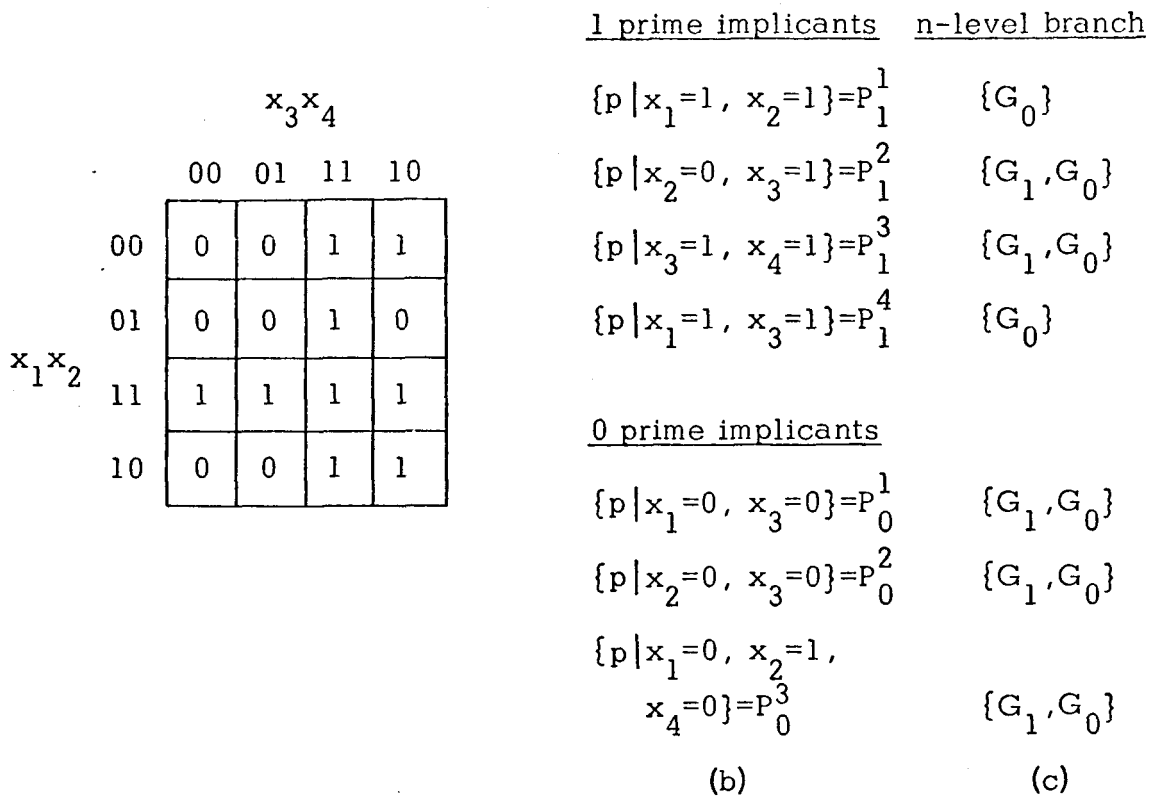 x₃x₄
00 01 11 10
00 0 0 1 1
01 0 0 1 0
x₁x₂
11 1 1 1 1
10 0 0 1 1
1 prime implicants n-level branch
{p|x₁=1, x₂=1}=P₁¹ {G₀}
{p|x₂=0, x₃=1}=P₁² {G₁,G₀}
{p|x₃=1, x₄=1}=P₁³ {G₁,G₀}
{p|x₁=1, x₃=1}=P₁⁴ {G₀}
0 prime implicants
{p|x₁=0, x₃=0}=P₀¹ {G₁,G₀}
{p|x₂=0, x₃=0}=P₀² {G₁,G₀}
{p|x₁=0, x₂=1,
x₄=0}=P₀³ {G₁,G₀}
(b) (c)